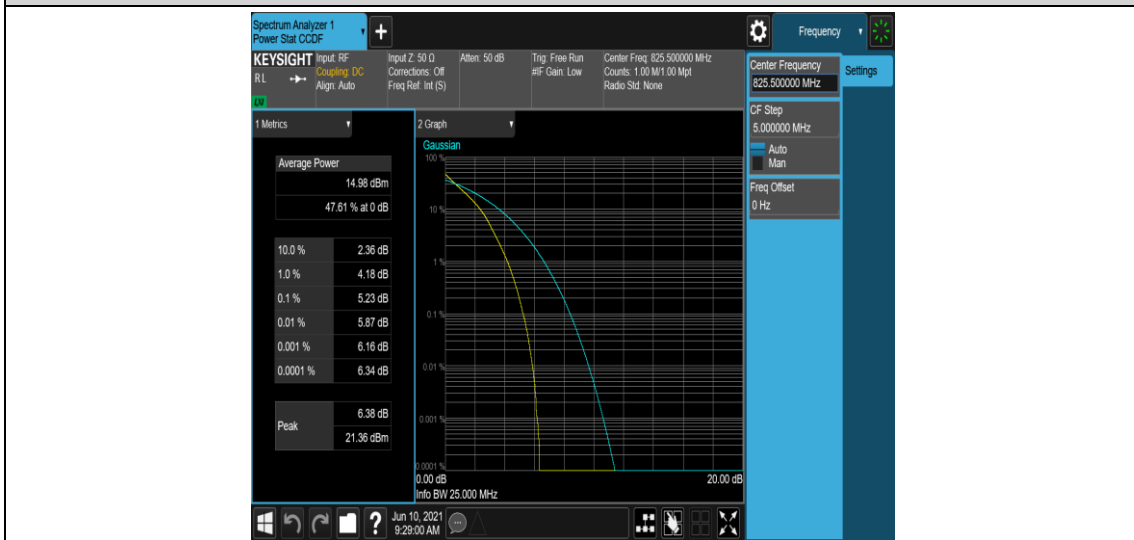 Spectrum Analyzer 1
Power Stat CCDF
+
Frequency
KEYSIGHT
RL
Input: RF
Coupling: DC
Align: Auto
Input Z: 50 Ω
Corrections: Off
Freq Ref: Int (S)
Atten: 50 dB
Trig: Free Run
#IF Gain: Low
Center Freq: 825.500000 MHz
Counts: 1.00 M/1.00 Mpt
Radio Std: None
Center Frequency
825.500000 MHz
Settings
CF Step
5.000000 MHz
Auto
Man
Freq Offset
0 Hz
1 Metrics
Average Power
14.98 dBm
47.61 % at 0 dB
10.0 % 2.36 dB
1.0 % 4.18 dB
0.1 % 5.23 dB
0.01 % 5.87 dB
0.001 % 6.16 dB
0.0001 % 6.34 dB
Peak
6.38 dB
21.36 dBm
2 Graph
Gaussian
100 %
10 %
1 %
0.1 %
0.01 %
0.001 %
0.0001 %
0.00 dB 20.00 dB
Info BW 25.000 MHz
?
Jun 10, 2021
9:29:00 AM